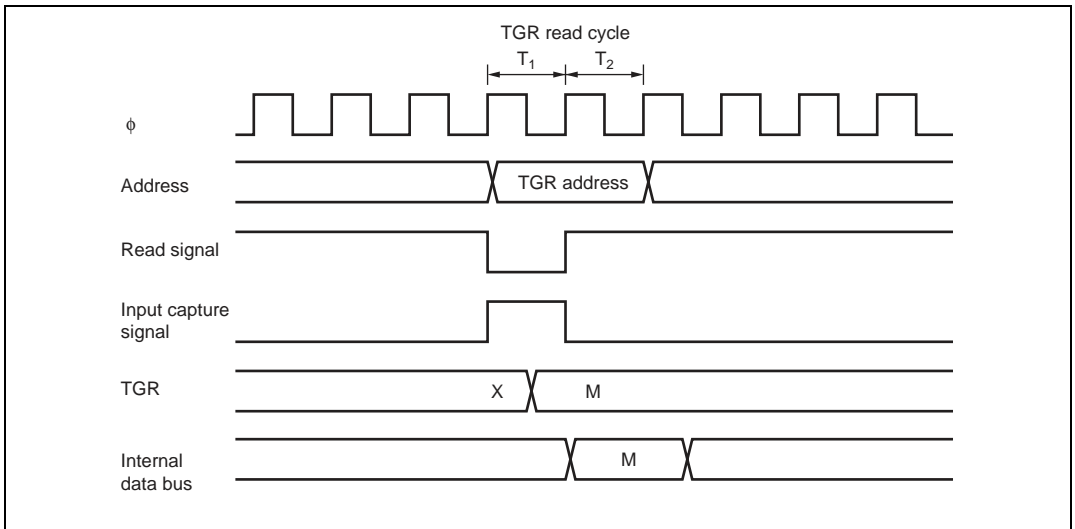 TGR read cycle
T₁ T₂
ϕ
Address TGR address
Read signal
Input capture
signal
TGR X M
Internal
data bus M